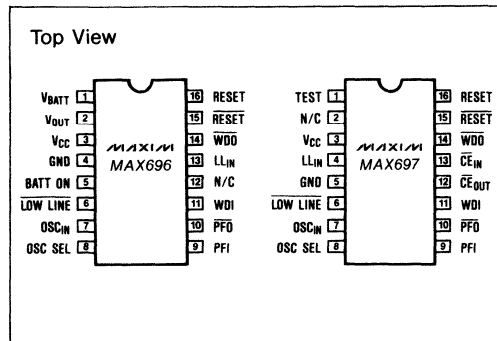 Top View
VBATT 1
VOUT 2
VCC 3
GND 4
BATT ON 5
LOW LINE 6
OSCIN 7
OSC SEL 8
MAXIM
MAX696
16 RESET
15 RESET
14 WDO
13 LLIN
12 N/C
11 WDI
10 PFO
9 PFI
TEST 1
N/C 2
VCC 3
LLIN 4
GND 5
LOW LINE 6
OSCIN 7
OSC SEL 8
MAXIM
MAX697
16 RESET
15 RESET
14 WDO
13 CEIN
12 CEOUT
11 WDI
10 PFO
9 PFI